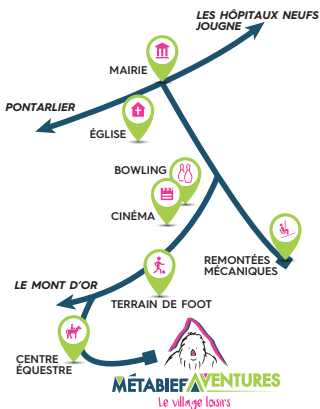 LES HÔPITAUX NEUFS
JOUGNE
MAIRIE
PONTARLIER
ÉGLISE
BOWLING
CINÉMA
REMONTÉES
MÉCANIQUES
LE MONT D'OR
TERRAIN DE FOOT
CENTRE
ÉQUESTRE
MÉTABIEF AVENTURES
Le village loisirs